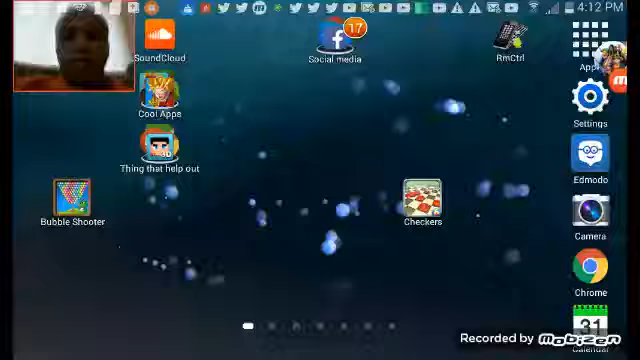 4:12 PM
SoundCloud
17
Social media
RmCtrl
Cool Apps
Settings
3D
Thing that help out
Edmodo
Bubble Shooter
Checkers
Camera
Chrome
31
Calendar
Recorded by Mobizen